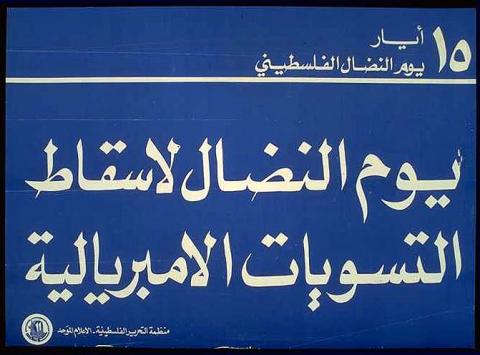 ١٥ أيار
يوم النضال الفلسطيني
يوم النضال لاسقاط
التسويات الامبريالية
منظمة التحرير الفلسطينية - الاعلام الموحد